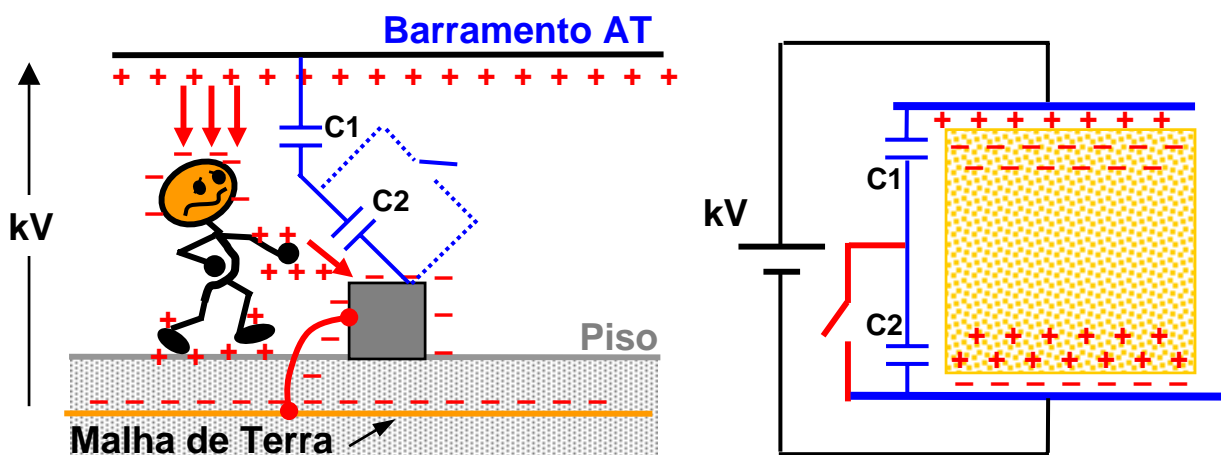 Barramento AT
C1
C2
kV
Piso
Malha de Terra
C1
kV
C2